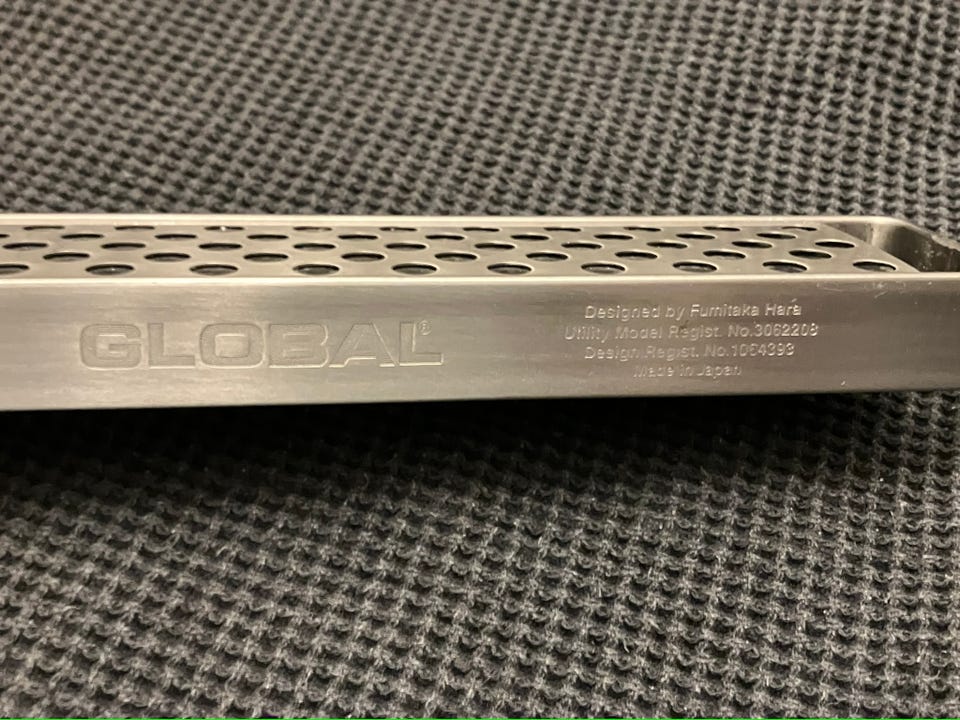 GLOBAL®
Designed by Fumitaka Hara
Utility Model Regist. No.3062208
Design Regist. No.1064393
Made in Japan